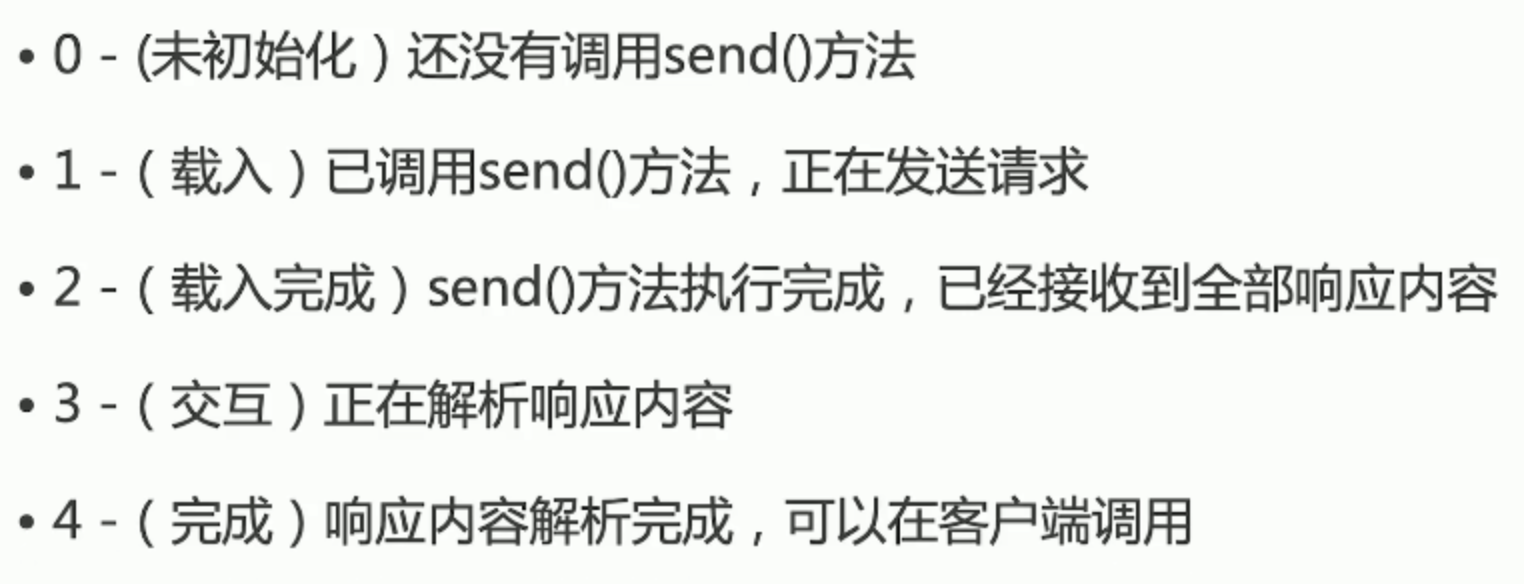 • 0 - (未初始化）还没有调用send()方法
• 1 -（载入）已调用send()方法，正在发送请求
• 2 -（载入完成）send()方法执行完成，已经接收到全部响应内容
• 3 -（交互）正在解析响应内容
• 4 -（完成）响应内容解析完成，可以在客户端调用